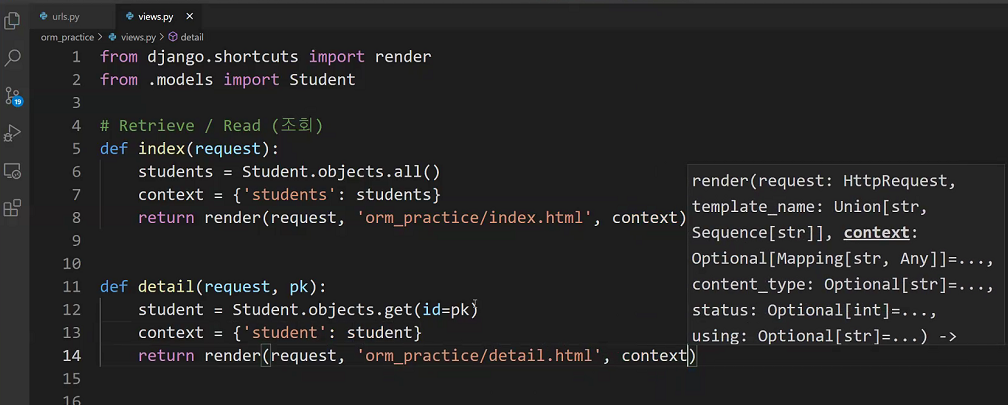 urls.py views.py
orm_practice > views.py > detail
1 from django.shortcuts import render
2 from .models import Student
3
4 # Retrieve / Read (조회)
5 def index(request):
6 students = Student.objects.all()
7 context = {'students': students}
8 return render(request, 'orm_practice/index.html', context)
9
10
11 def detail(request, pk):
12 student = Student.objects.get(id=pk)
13 context = {'student': student}
14 return render(request, 'orm_practice/detail.html', context)
15
16
render(request: HttpRequest,
template_name: Union[str,
Sequence[str]], context:
Optional[Mapping[str, Any]]=...,
content_type: Optional[str]=...,
status: Optional[int]=...,
using: Optional[str]=...) ->
19